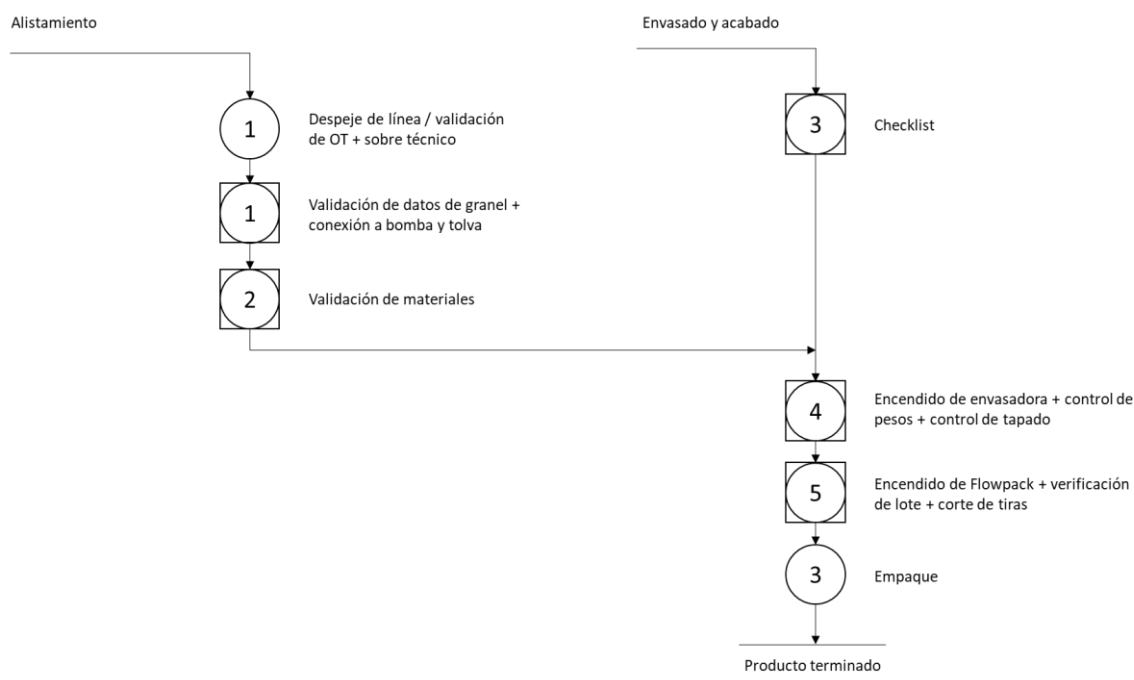 Alistamiento
1
Despeje de línea / validación
de OT + sobre técnico
1
Validación de datos de granel +
conexión a bomba y tolva
2
Validación de materiales
Envasado y acabado
3
Checklist
4
Encendido de envasadora + control de
pesos + control de tapado
5
Encendido de Flowpack + verificación
de lote + corte de tiras
3
Empaque
Producto terminado